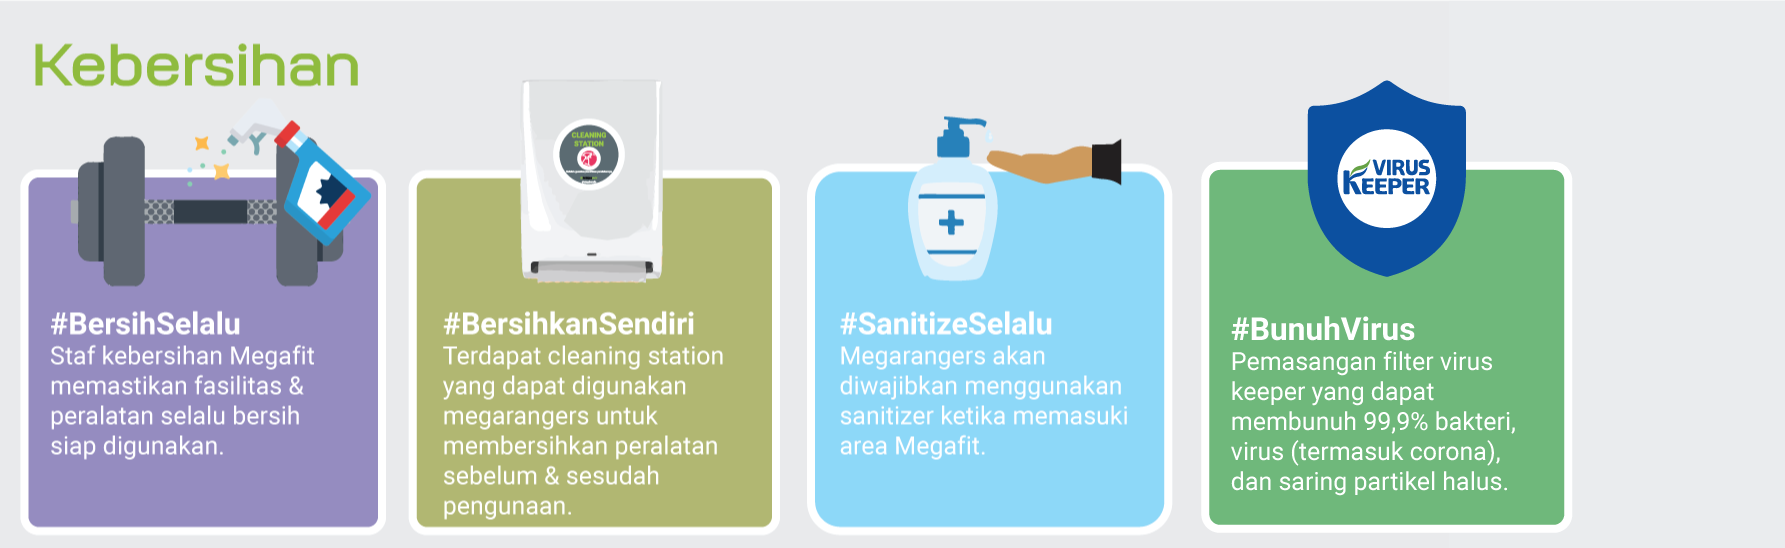 Kebersihan
CLEANING
STATION
VIRUS
KEEPER
#BersihSelalu
Staf kebersihan Megafit
memastikan fasilitas &
peralatan selalu bersih
siap digunakan.
#BersihkanSendiri
Terdapat cleaning station
yang dapat digunakan
megarangers untuk
membersihkan peralatan
sebelum & sesudah
pengunaan.
#SanitizeSelalu
Megarangers akan
diwajibkan menggunakan
sanitizer ketika memasuki
area Megafit.
#BunuhVirus
Pemasangan filter virus
keeper yang dapat
membunuh 99,9% bakteri,
virus (termasuk corona),
dan saring partikel halus.